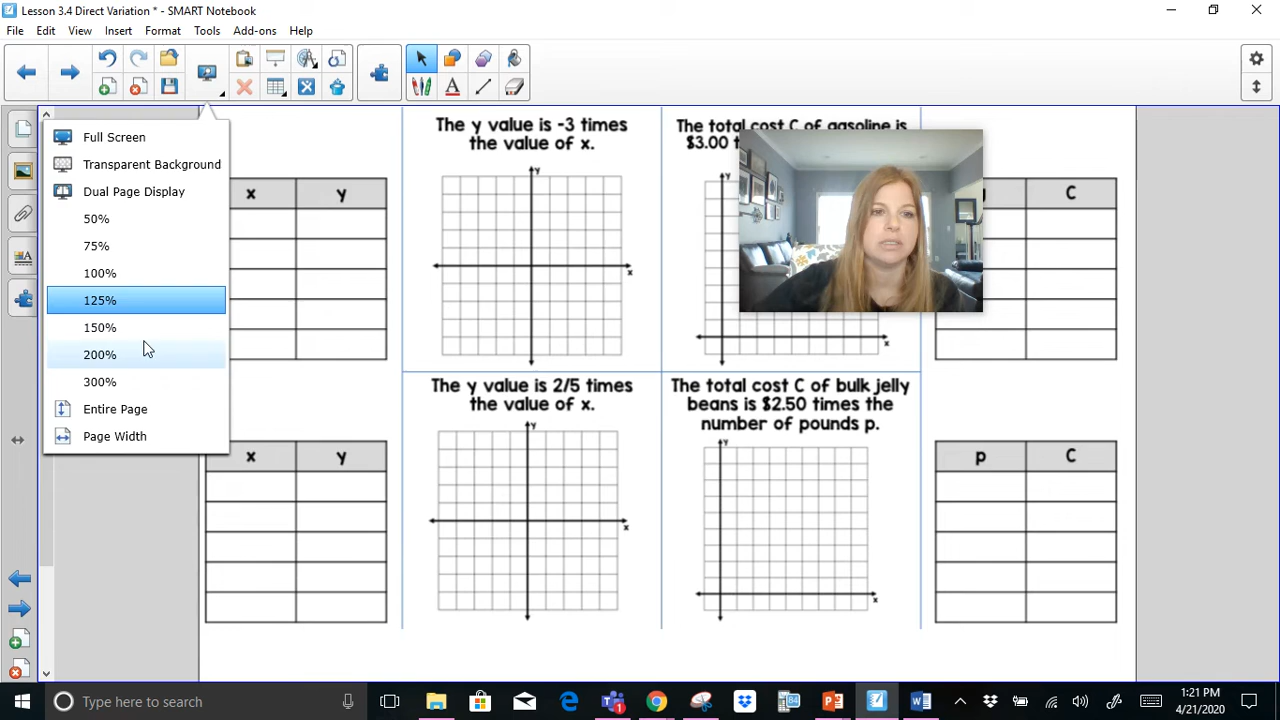 Lesson 3.4 Direct Variation * - SMART Notebook
File Edit View Insert Format Tools Add-ons Help
Full Screen
Transparent Background
Dual Page Display
50%
75%
100%
125%
150%
200%
300%
Entire Page
Page Width
x y
The y value is -3 times
the value of x.
y
x
The total cost C of gasoline is
$3.00
y
x
C
x y
The y value is 2/5 times
the value of x.
y
x
The total cost C of bulk jelly
beans is $2.50 times the
number of pounds p.
y
x
p C
Type here to search
1
84
1:21 PM
4/21/2020